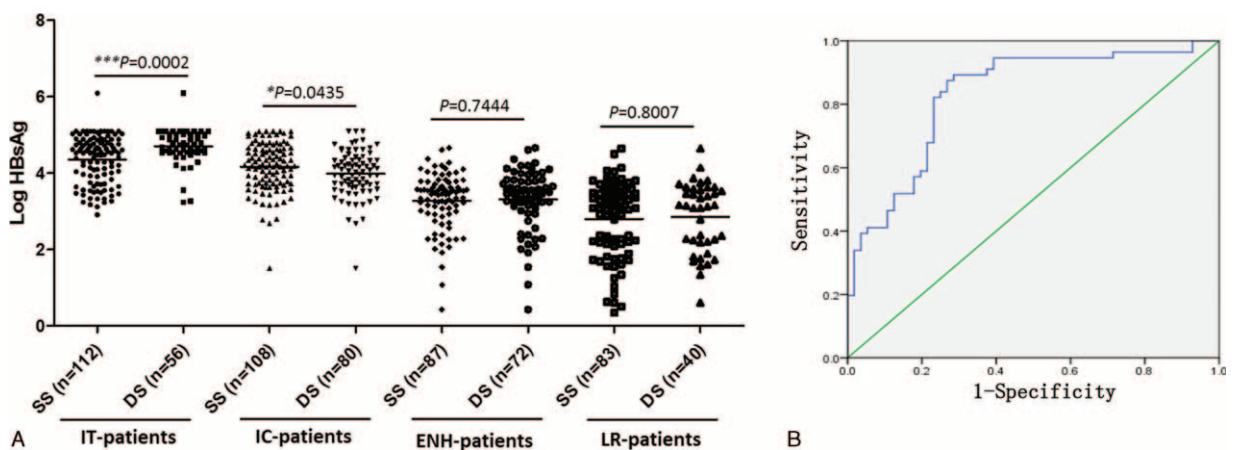 8
6
4
2
0
Log HBsAg
***P=0.0002
*P=0.0435
P=0.7444
P=0.8007
SS (n=112)
DS (n=56)
SS (n=108)
DS (n=80)
SS (n=87)
DS (n=72)
SS (n=83)
DS (n=40)
IT-patients
IC-patients
ENH-patients
LR-patients
A
1.0
0.8
0.6
0.4
0.2
0.0
Sensitivity
0.0 0.2 0.4 0.6 0.8 1.0
1-Specificity
B